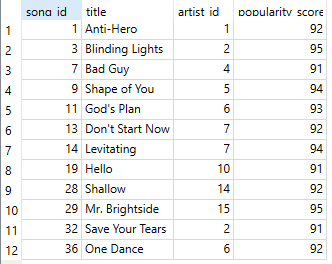 song_id title artist_id popularity_score
1 1 Anti-Hero 1 92
2 3 Blinding Lights 2 95
3 7 Bad Guy 4 91
4 9 Shape of You 5 94
5 11 God's Plan 6 93
6 13 Don't Start Now 7 92
7 14 Levitating 7 94
8 19 Hello 10 91
9 28 Shallow 14 92
10 29 Mr. Brightside 15 95
11 32 Save Your Tears 2 91
12 36 One Dance 6 92